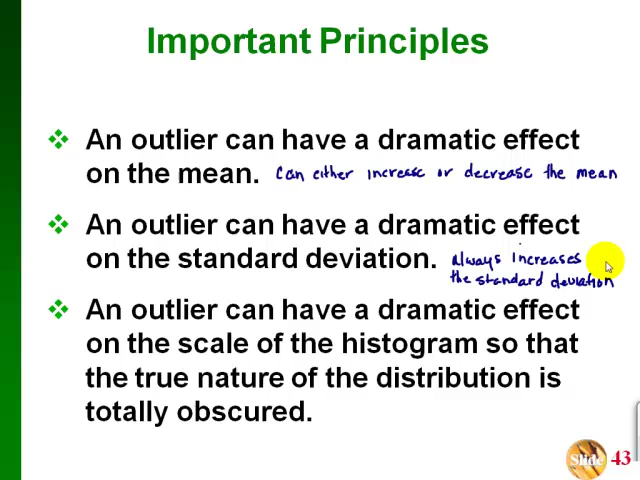 Important Principles
An outlier can have a dramatic effect
on the mean. Can either increase or decrease the mean
An outlier can have a dramatic effect
on the standard deviation. always increases
the standard deviation
An outlier can have a dramatic effect
on the scale of the histogram so that
the true nature of the distribution is
totally obscured.
Slide 43